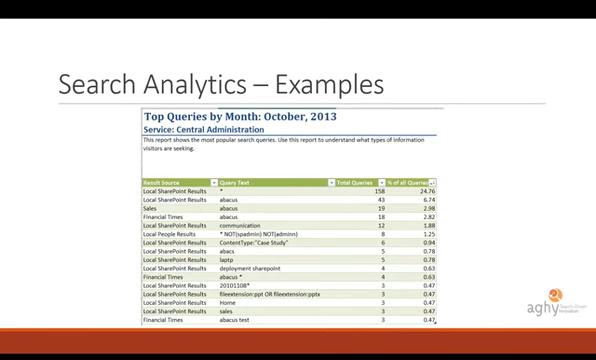 Search Analytics – Examples
Top Queries by Month: October, 2013
Service: Central Administration
This report shows the most popular search queries. Use this report to understand what types of information
visitors are seeking.
Result Source Query Text Total Queries % of all Queries
Local SharePoint Results * 158 24.76
Local SharePoint Results abacus 43 6.74
Sales abacus 19 2.98
Financial Times abacus 18 2.82
Local SharePoint Results communication 12 1.88
Local People Results * NOT(spadmin) NOT(adminn) 8 1.25
Local SharePoint Results ContentType:"Case Study" 6 0.94
Local SharePoint Results abacs 5 0.78
Local SharePoint Results laptp 5 0.78
Local SharePoint Results deployment sharepoint 4 0.63
Financial Times abacus * 4 0.63
Local SharePoint Results 20101108* 3 0.47
Local SharePoint Results fileextension:ppt OR fileextension:pptx 3 0.47
Local SharePoint Results Home 3 0.47
Local SharePoint Results sales 3 0.47
Financial Times abacus test 3 0.47
aghy Search-Driven
Innovation